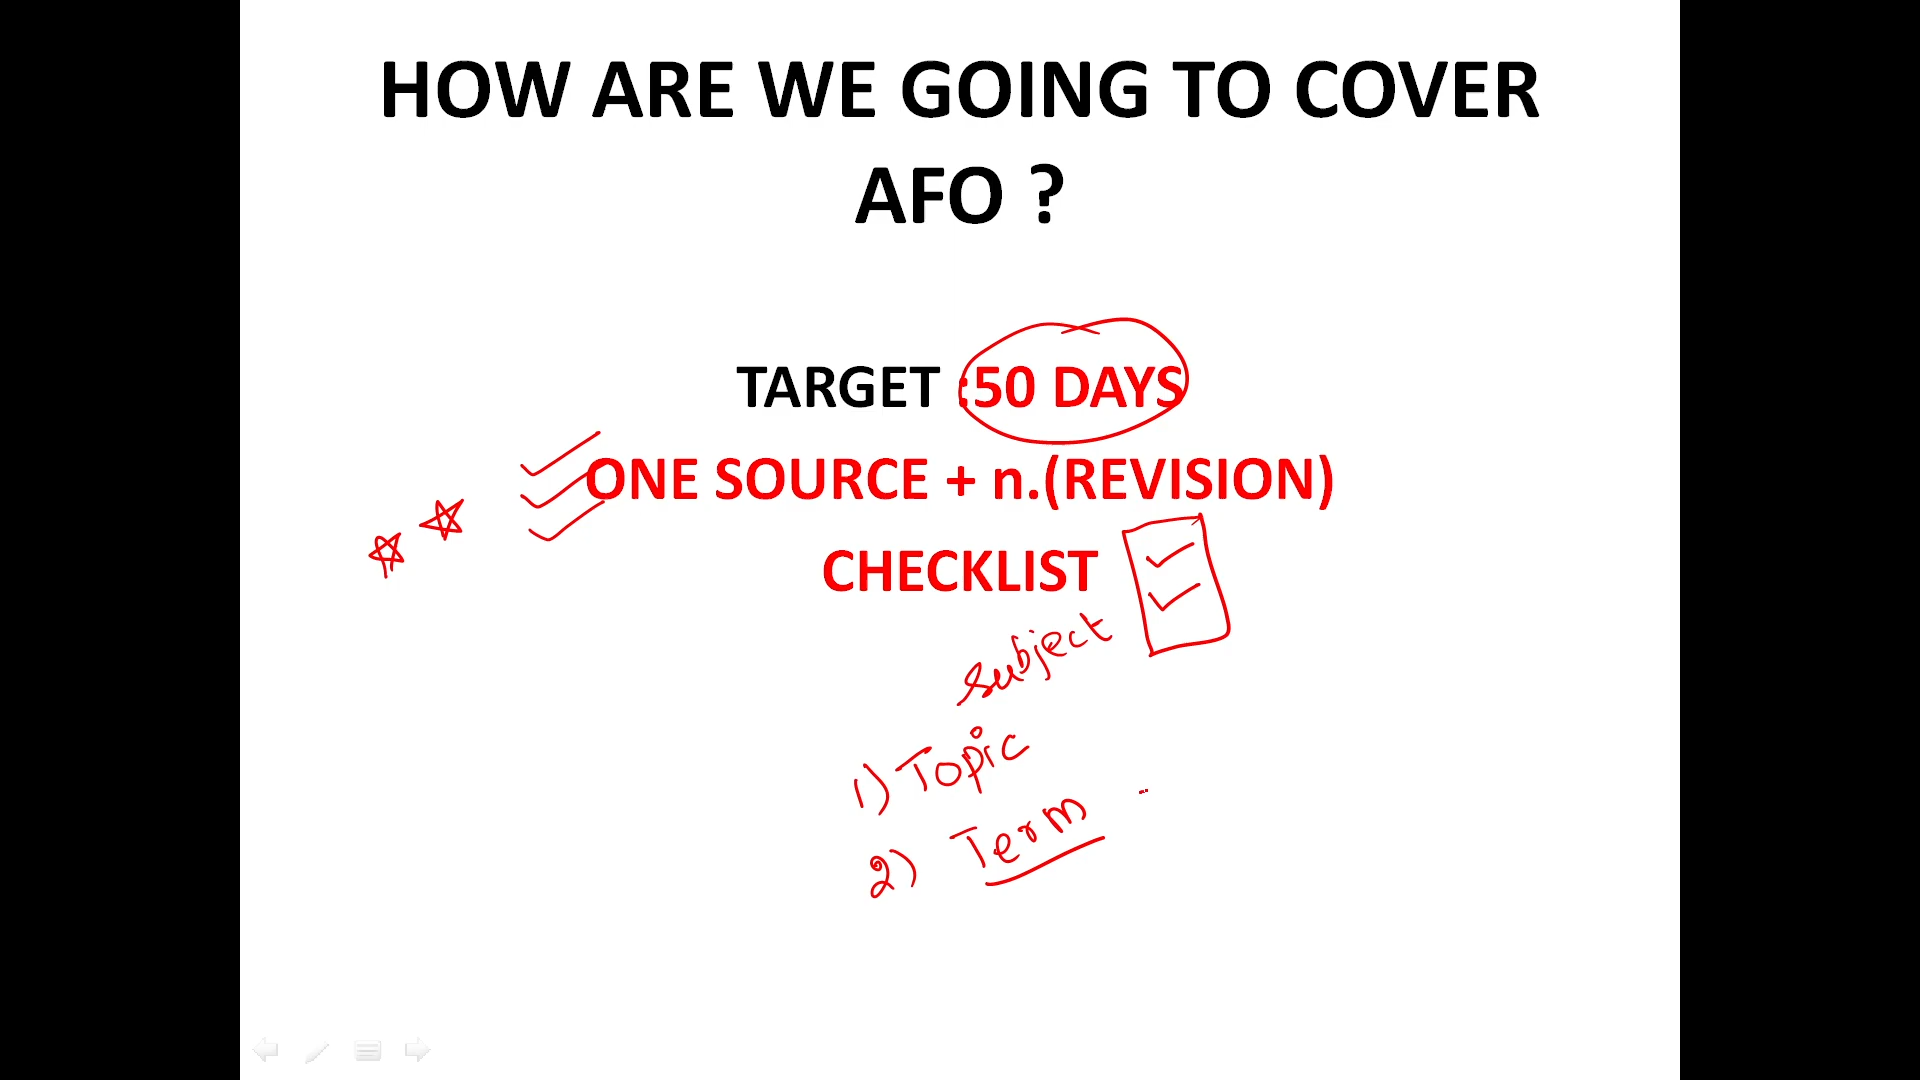 HOW ARE WE GOING TO COVER
AFO ?
TARGET :50 DAYS
ONE SOURCE + n.(REVISION)
CHECKLIST
Subject
1) Topic
2) Term